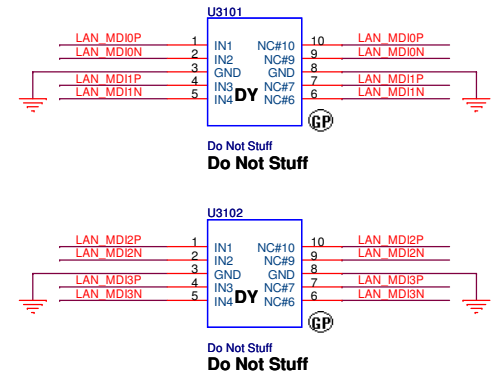 U3101
LAN_MDI0P 1 IN1 NC#10 10 LAN_MDI0P
LAN_MDI0N 2 IN2 NC#9 9 LAN_MDI0N
3 GND GND 8
LAN_MDI1P 4 IN3 NC#7 7 LAN_MDI1P
LAN_MDI1N 5 IN4 DY NC#6 6 LAN_MDI1N
GP
Do Not Stuff
Do Not Stuff
U3102
LAN_MDI2P 1 IN1 NC#10 10 LAN_MDI2P
LAN_MDI2N 2 IN2 NC#9 9 LAN_MDI2N
3 GND GND 8
LAN_MDI3P 4 IN3 NC#7 7 LAN_MDI3P
LAN_MDI3N 5 IN4 DY NC#6 6 LAN_MDI3N
GP
Do Not Stuff
Do Not Stuff